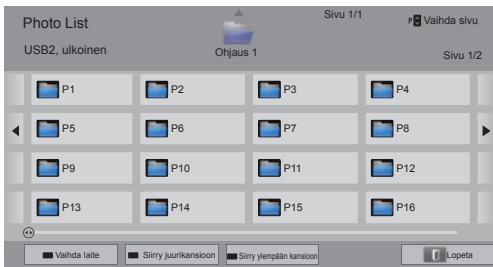 Photo List
Sivu 1/1
P Vaihda sivu
USB2, ulkoinen
Ohjaus 1
Sivu 1/2
P1 P2 P3 P4
P5 P6 P7 P8
P9 P10 P11 P12
P13 P14 P15 P16
Vaihda laite Siirry juurikansioon Siirry ylempään kansioon Lopeta